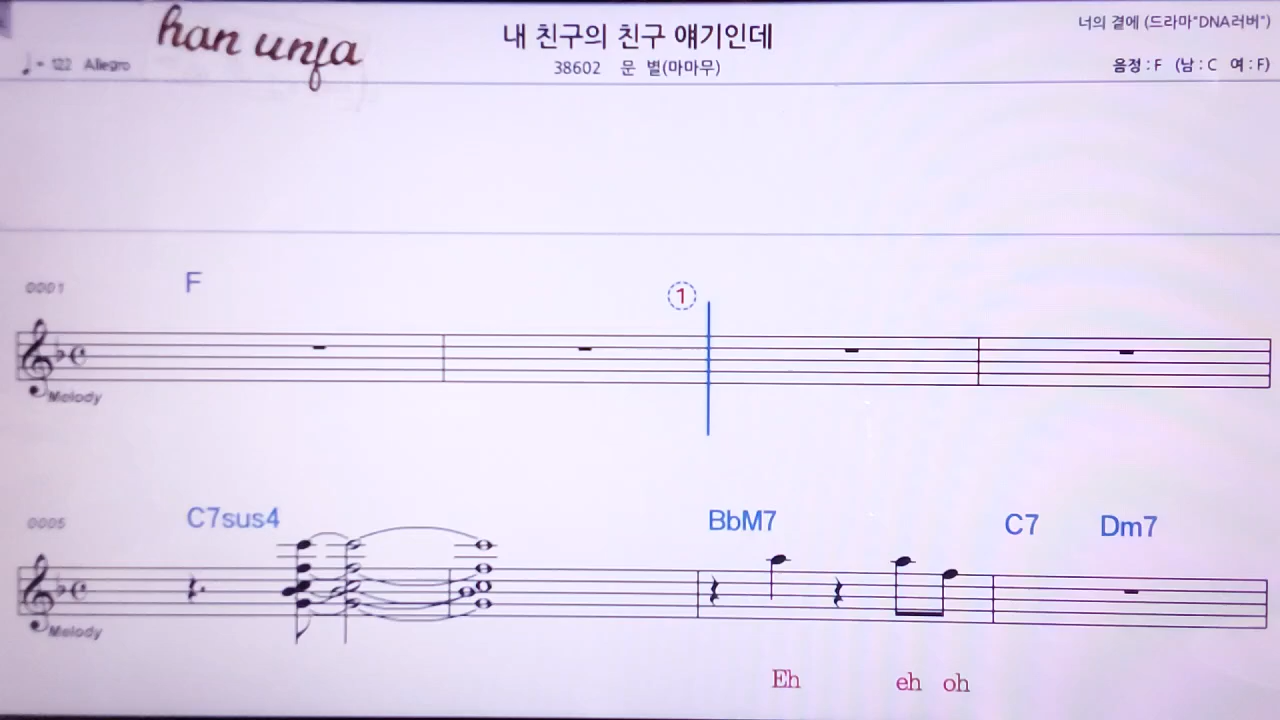 han unfa
내 친구의 친구 얘기인데
너의 곁에 (드라마"DNA러버")
♩ = 122 Allegro
38602 문 별(마마무)
음정 : F (남 : C 여 : F)
0001 F
1
Melody
0005 C7sus4 BbM7 C7 Dm7
Melody
Eh eh oh